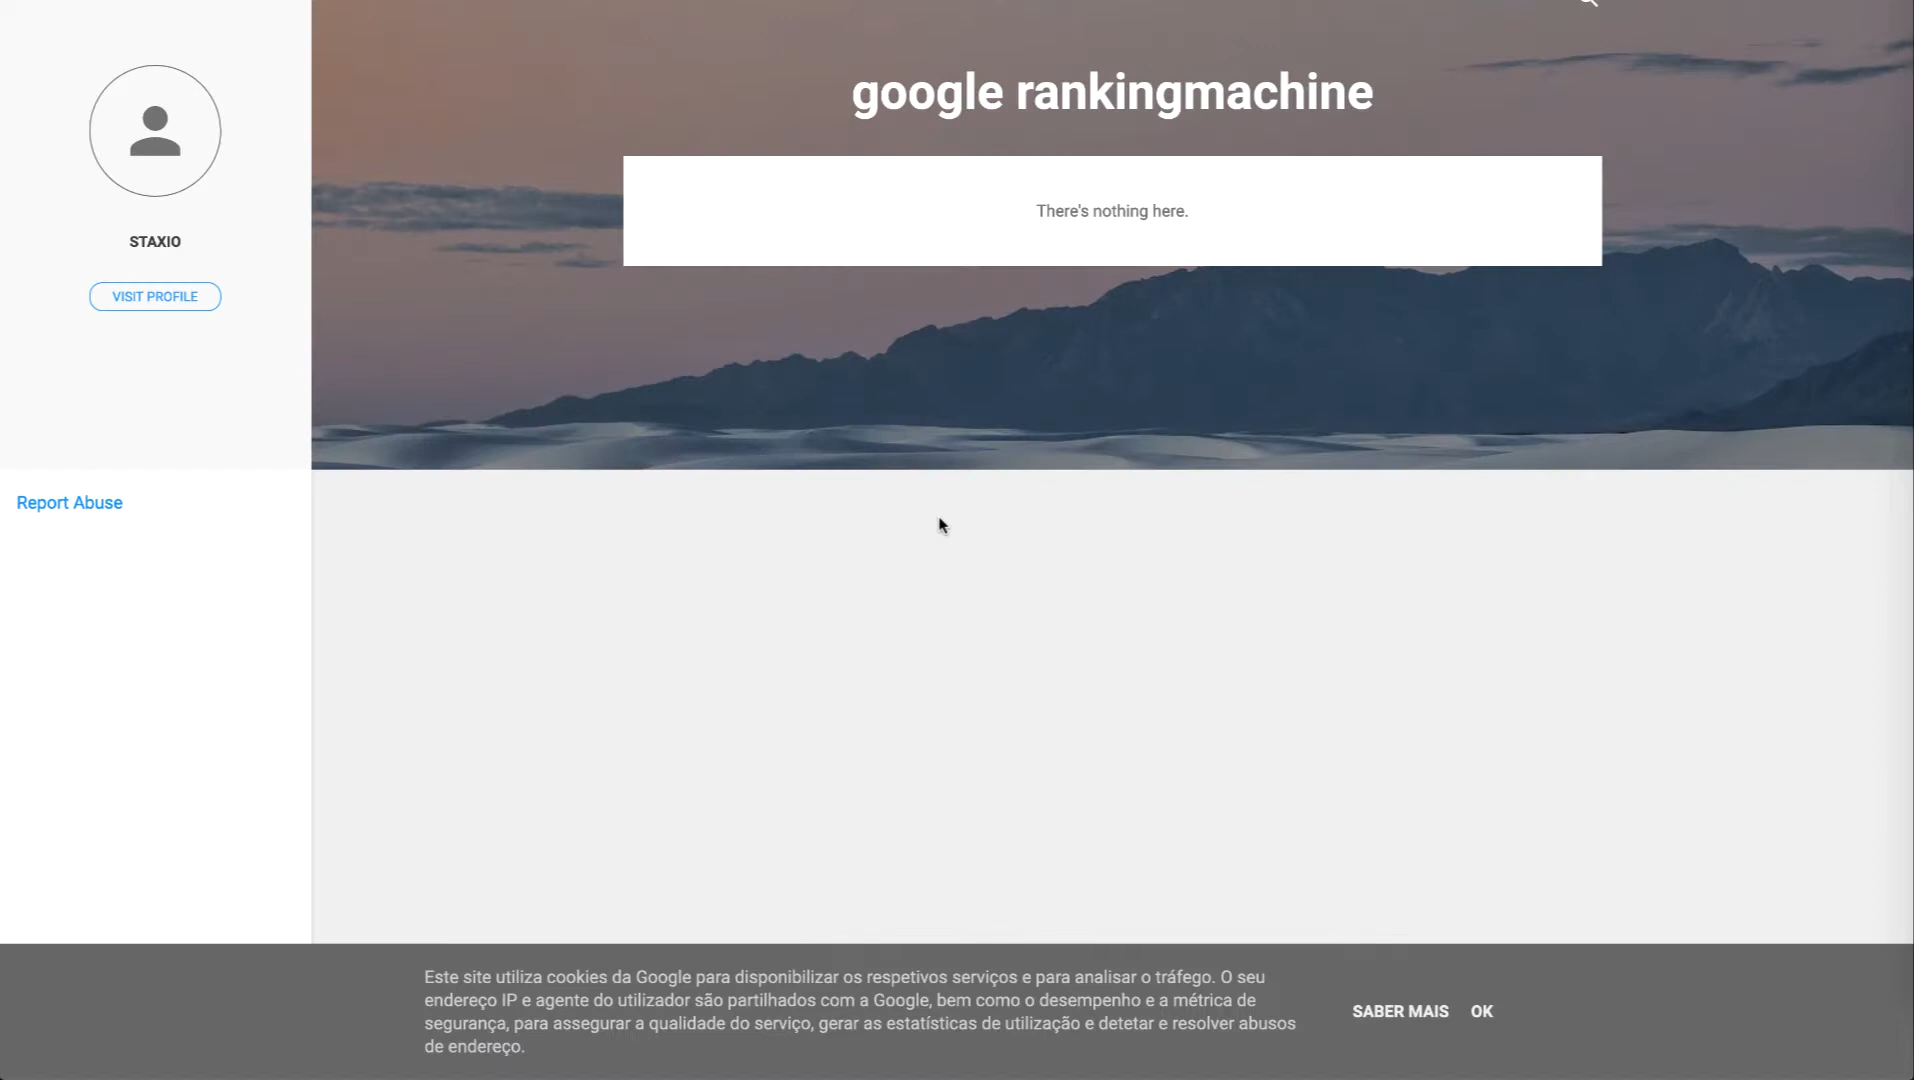 google rankingmachine
There's nothing here.
STAXIO
VISIT PROFILE
Report Abuse
Este site utiliza cookies da Google para disponibilizar os respetivos serviços e para analisar o tráfego. O seu
endereço IP e agente do utilizador são partilhados com a Google, bem como o desempenho e a métrica de
segurança, para assegurar a qualidade do serviço, gerar as estatísticas de utilização e detetar e resolver abusos
de endereço.
SABER MAIS OK